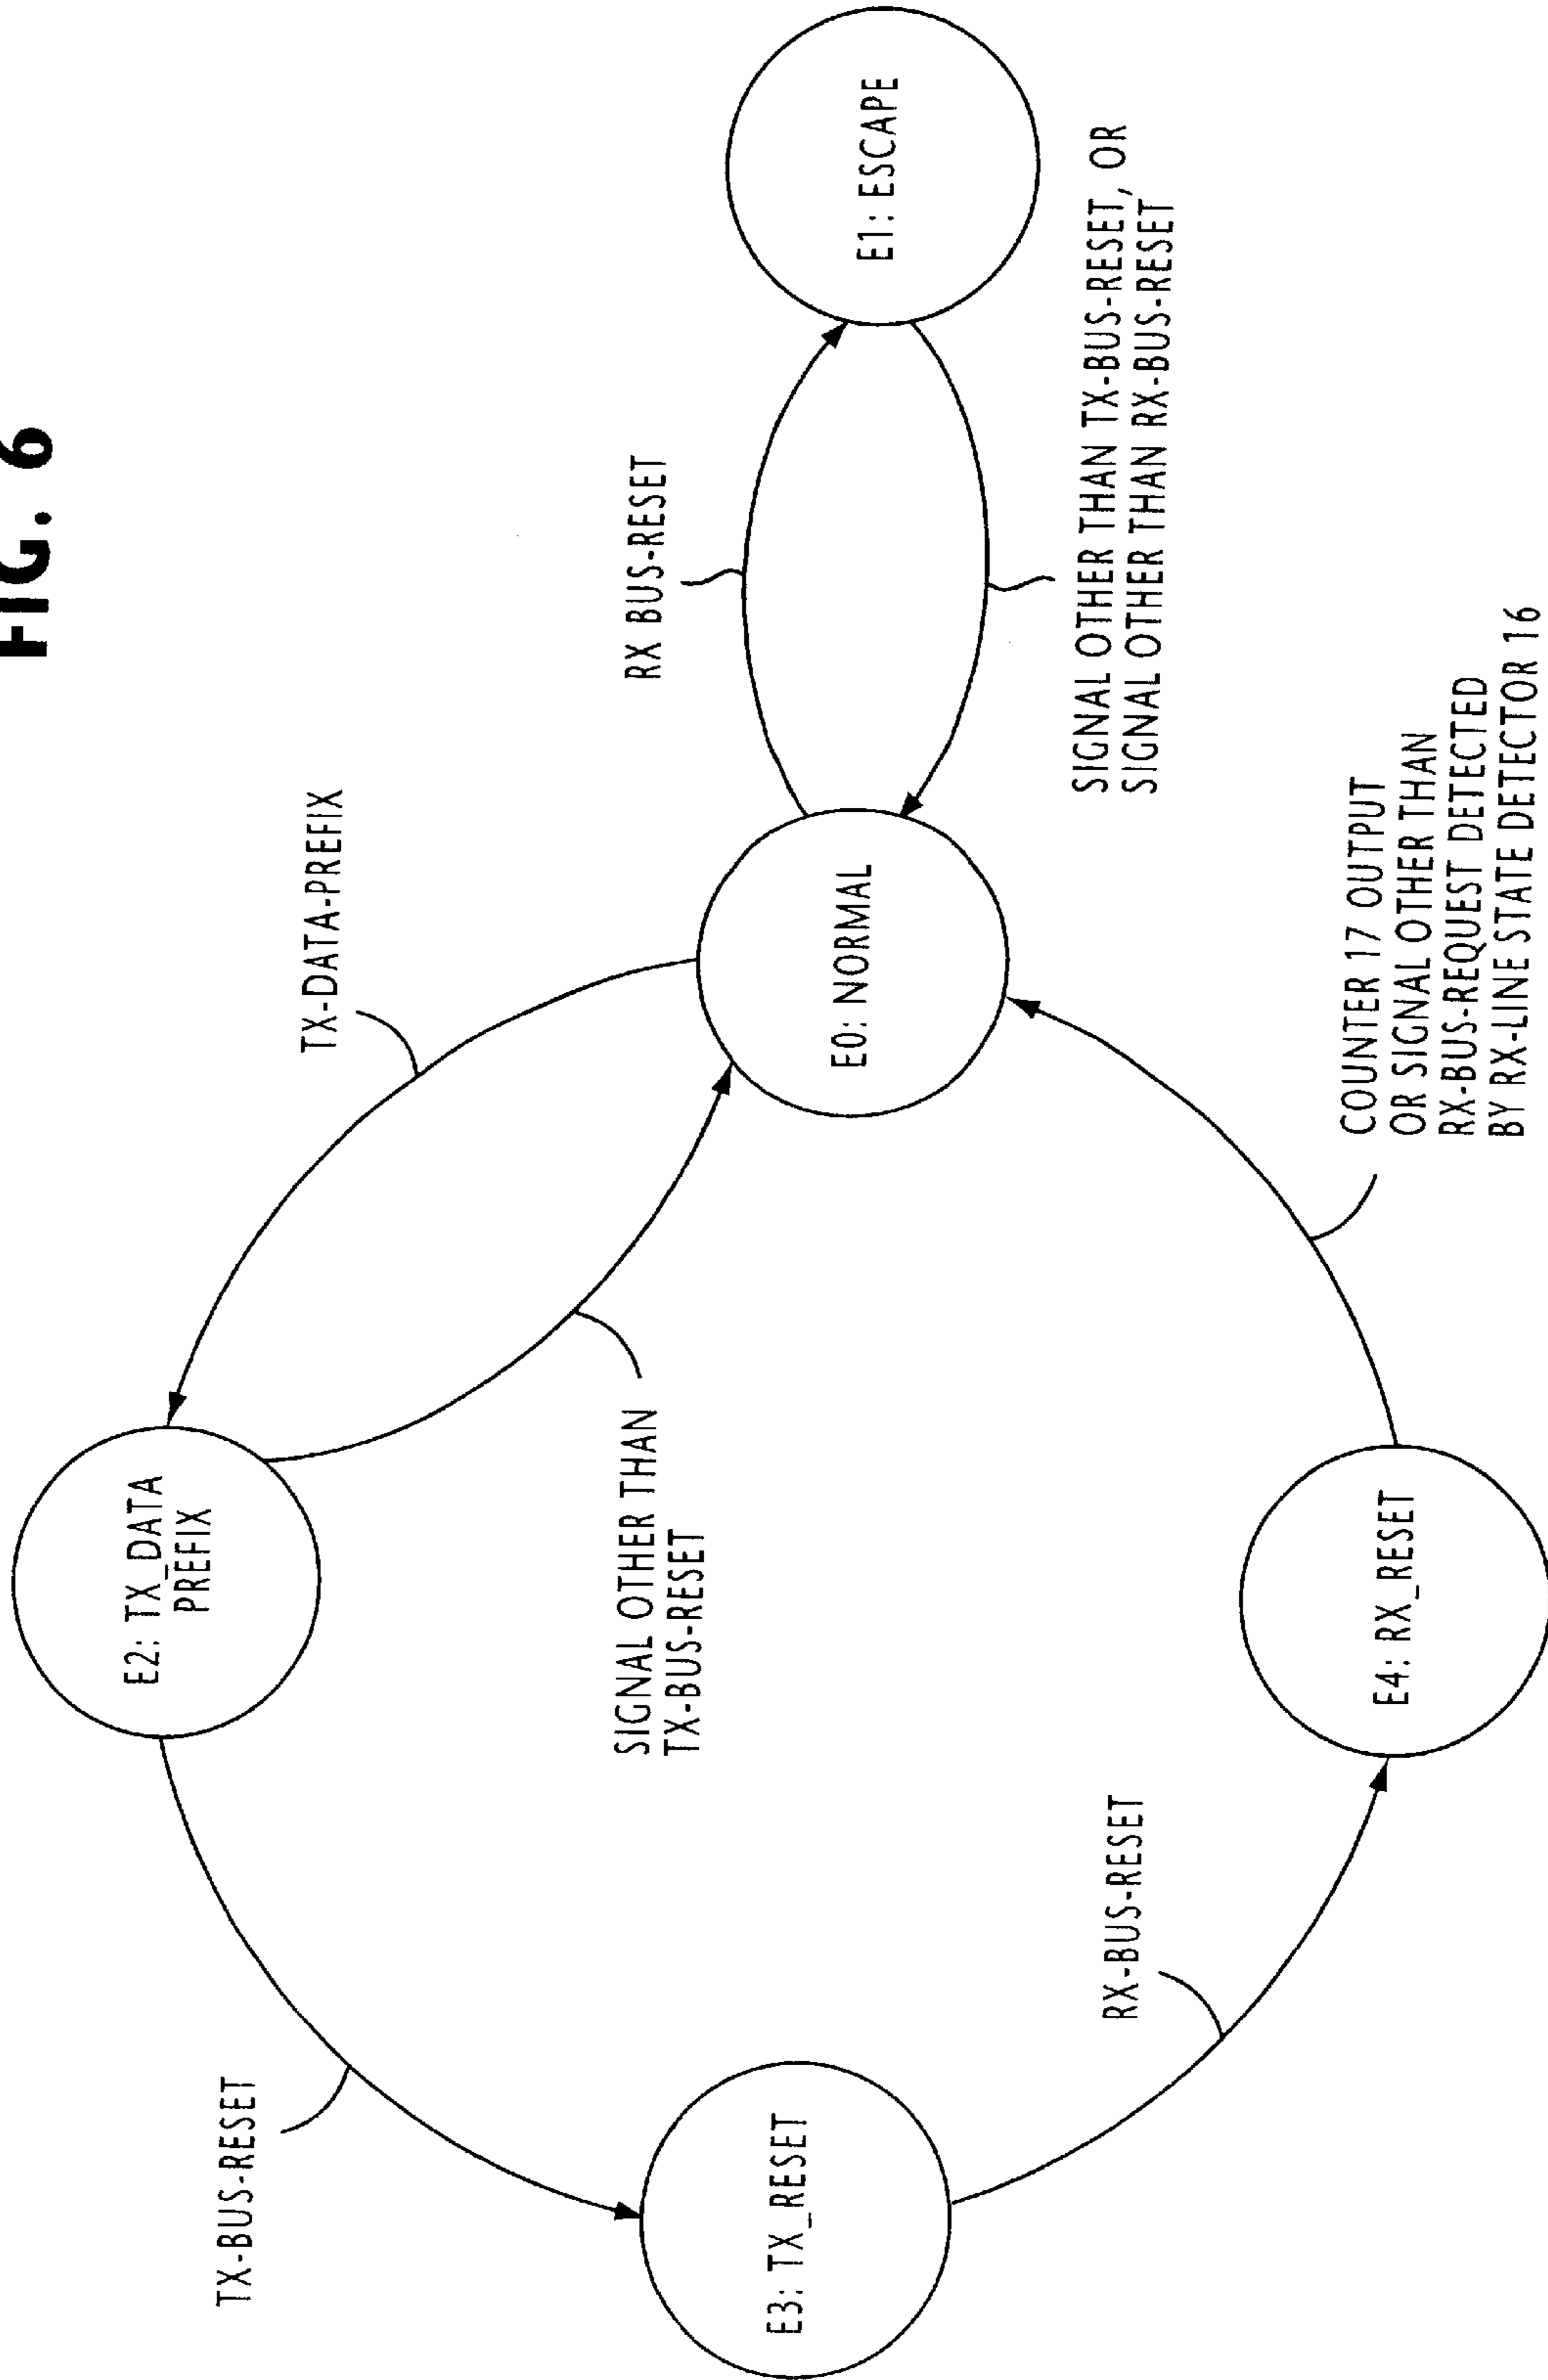 FIG. 6
TX-BUS-RESET
E2: TX_DATA
PREFIX
TX-DATA-PREFIX
SIGNAL OTHER THAN
TX-BUS-RESET
RX BUS-RESET
E3: TX_RESET
E0: NORMAL
E1: ESCAPE
SIGNAL OTHER THAN TX-BUS-RESET, OR
SIGNAL OTHER THAN RX-BUS-RESET
RX-BUS-RESET
E4: RX_RESET
COUNTER 17 OUTPUT
OR SIGNAL OTHER THAN
RX-BUS-REQUEST DETECTED
BY RX-LINE STATE DETECTOR 16